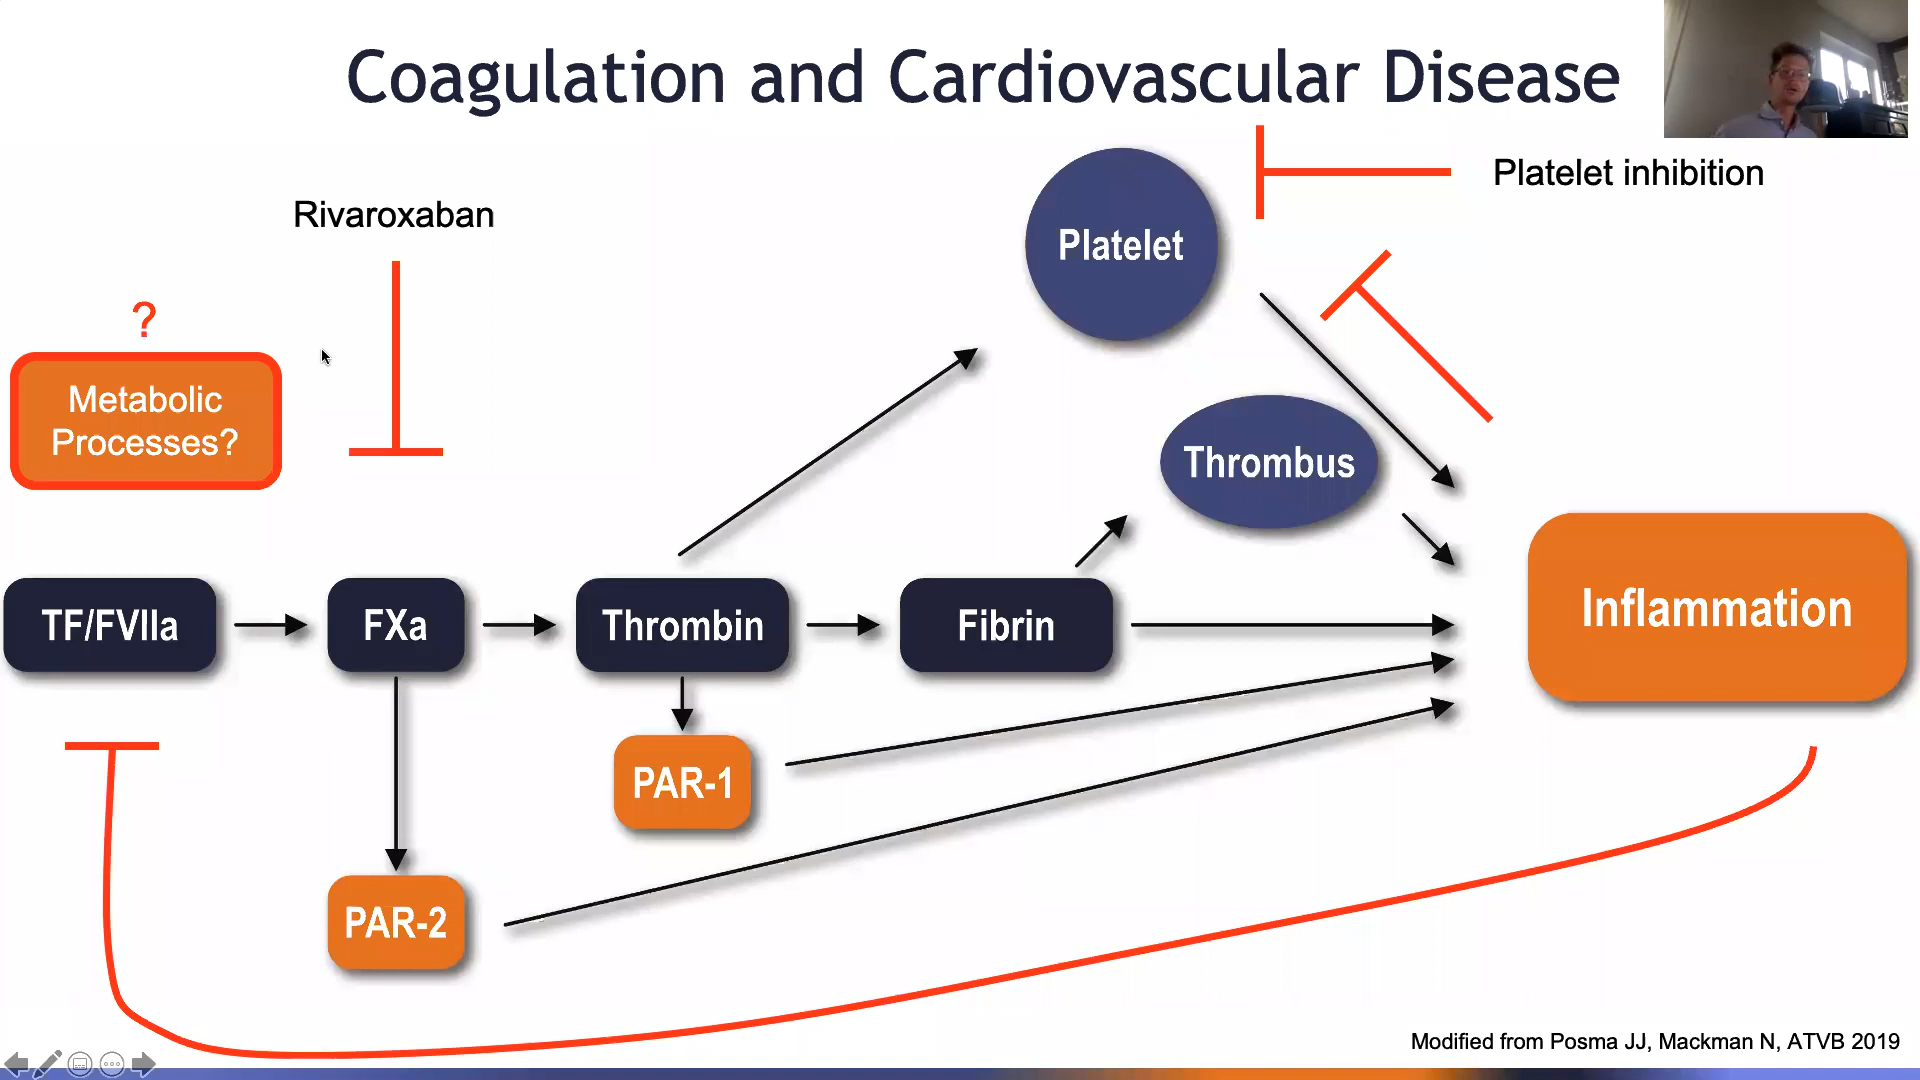 Coagulation and Cardiovascular Disease
Platelet inhibition
Rivaroxaban
Platelet
?
Metabolic
Processes?
Thrombus
TF/FVIIa
FXa
Thrombin
Fibrin
Inflammation
PAR-1
PAR-2
Modified from Posma JJ, Mackman N, ATVB 2019